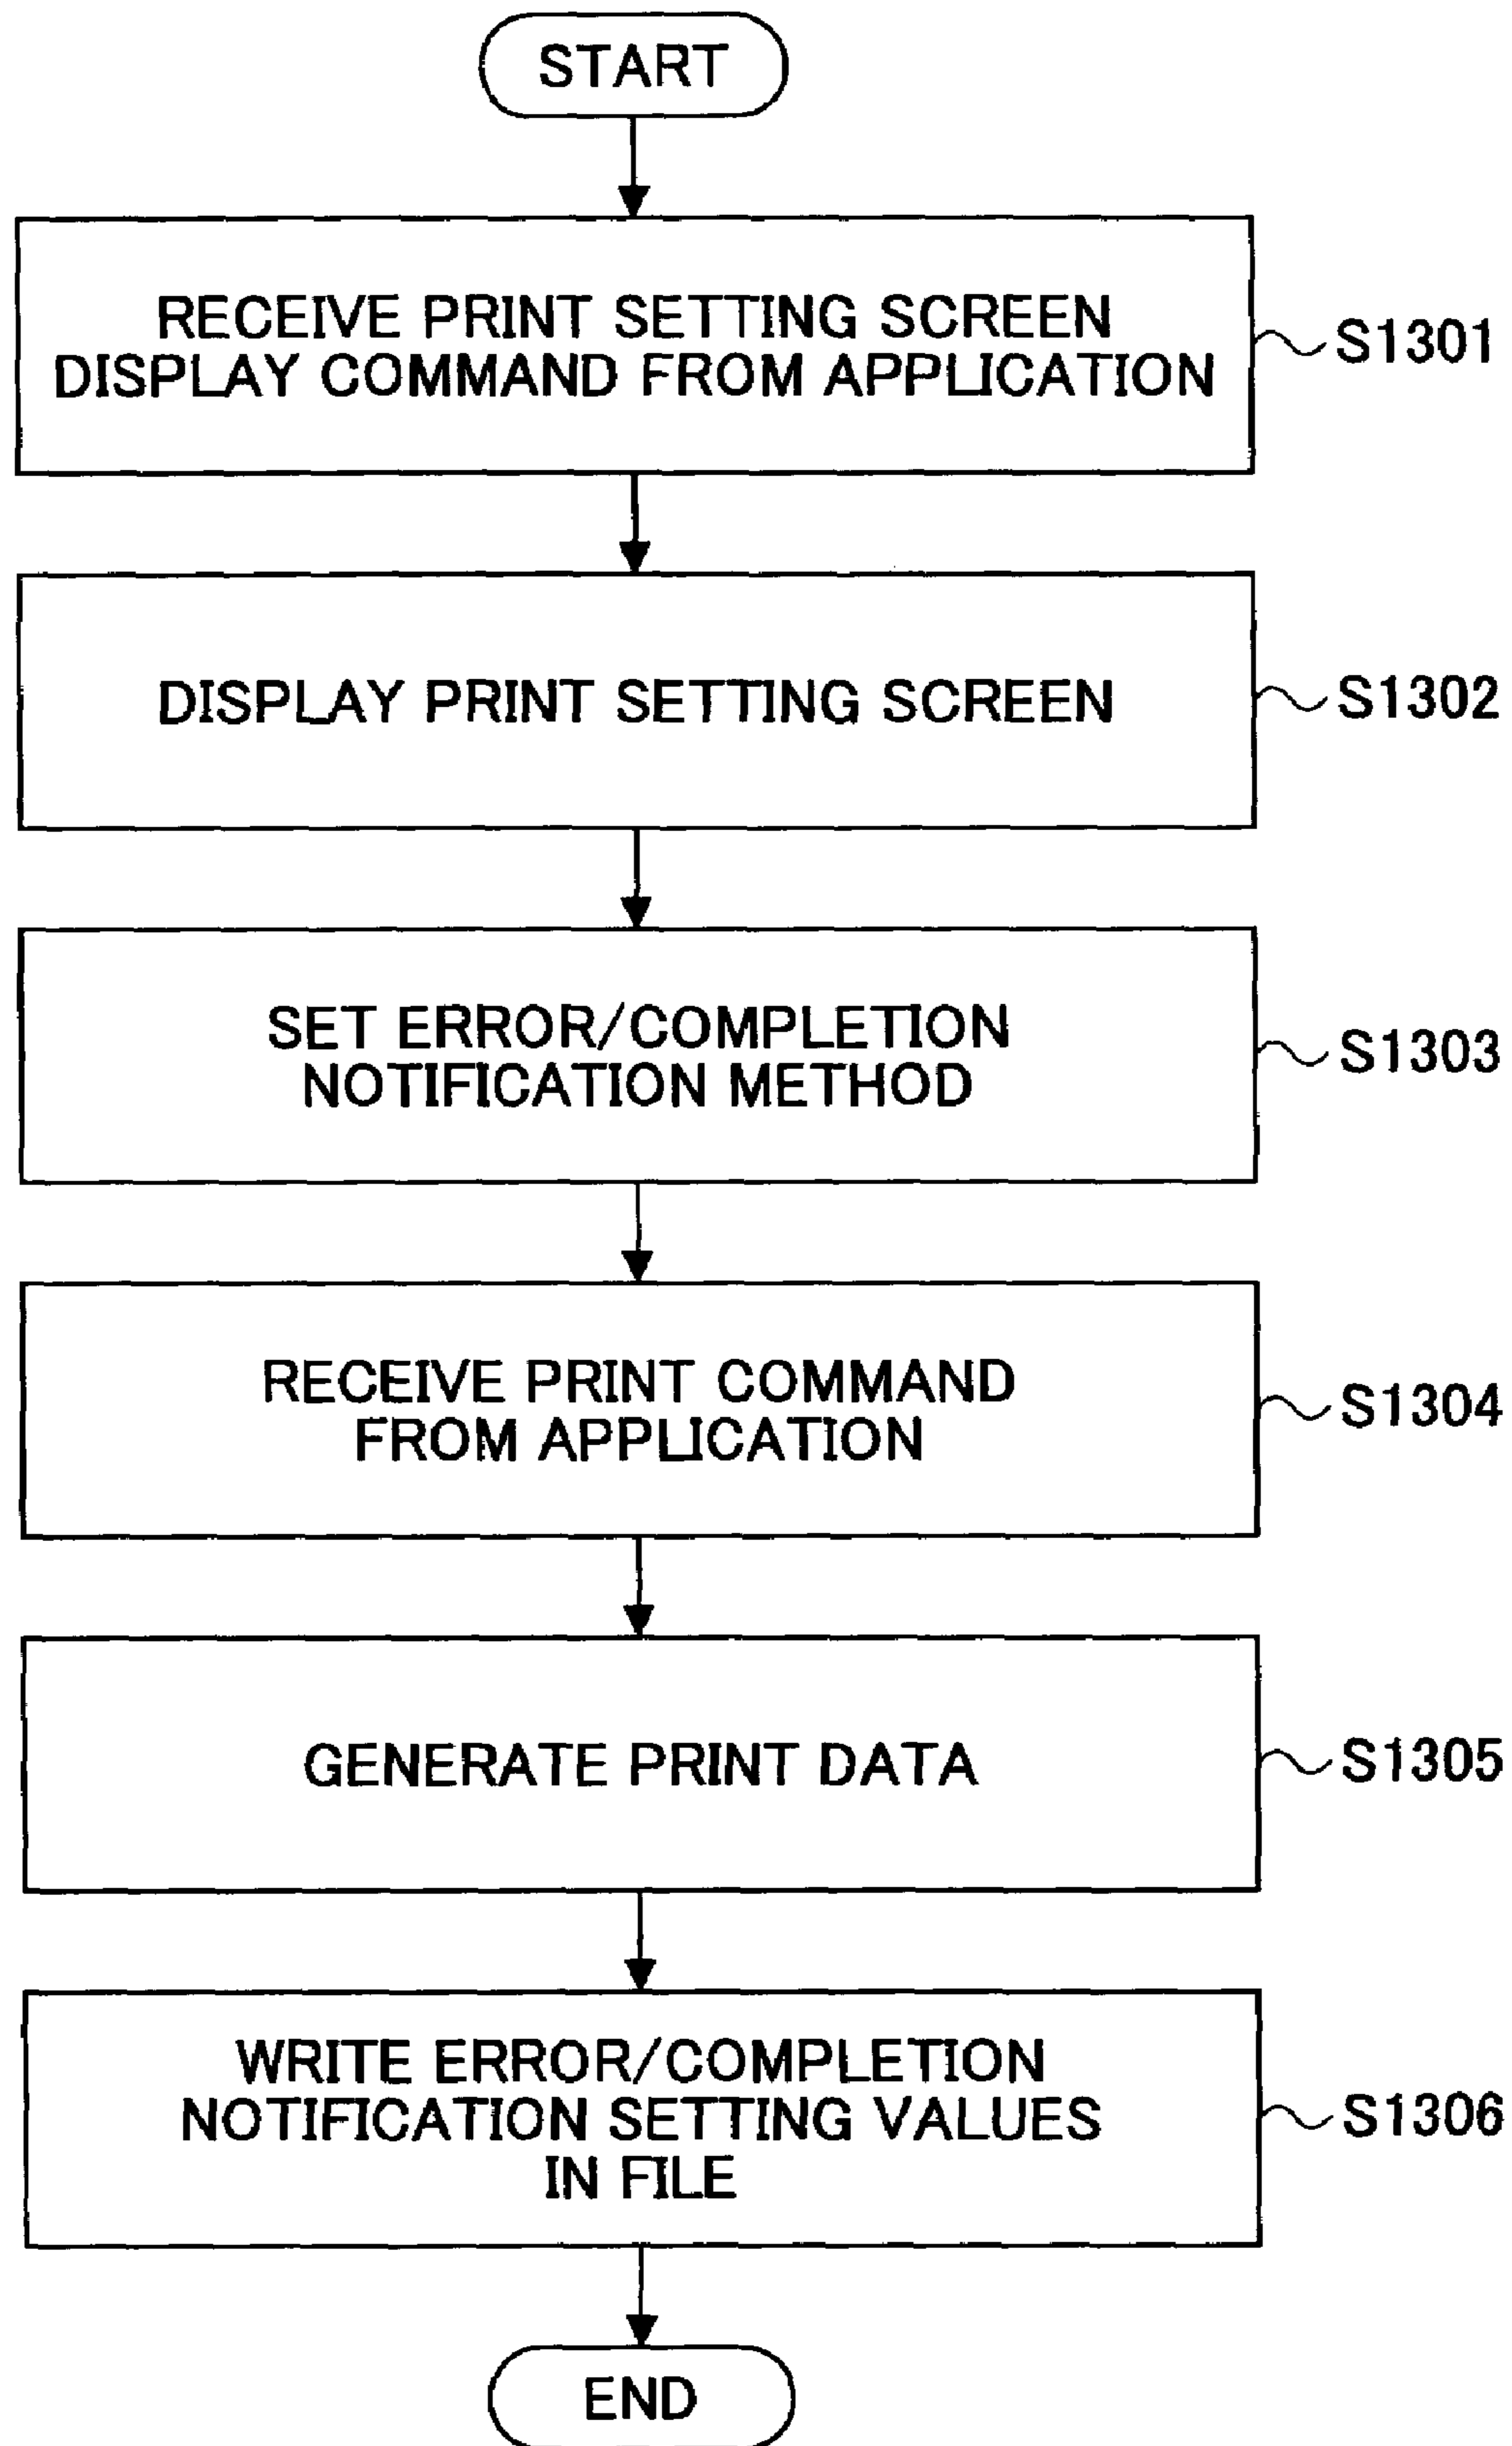 START
RECEIVE PRINT SETTING SCREEN
DISPLAY COMMAND FROM APPLICATION
S1301
DISPLAY PRINT SETTING SCREEN
S1302
SET ERROR/COMPLETION
NOTIFICATION METHOD
S1303
RECEIVE PRINT COMMAND
FROM APPLICATION
S1304
GENERATE PRINT DATA
S1305
WRITE ERROR/COMPLETION
NOTIFICATION SETTING VALUES
IN FILE
S1306
END